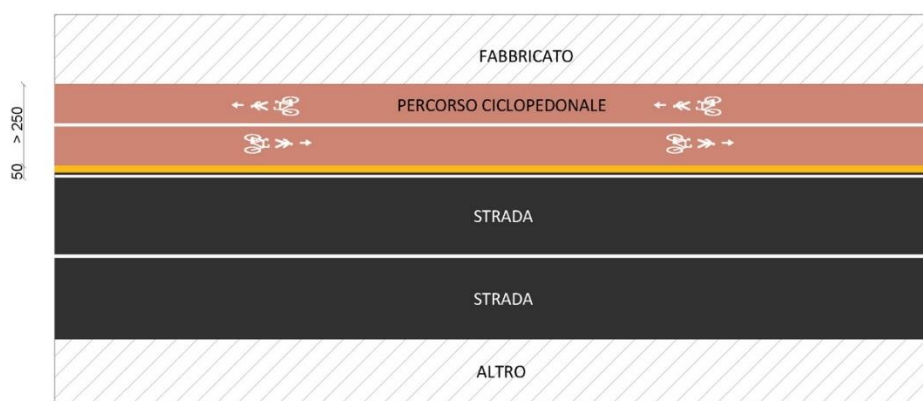 FABBRICATO
PERCORSO CICLOPEDONALE
> 250
50
STRADA
STRADA
ALTRO